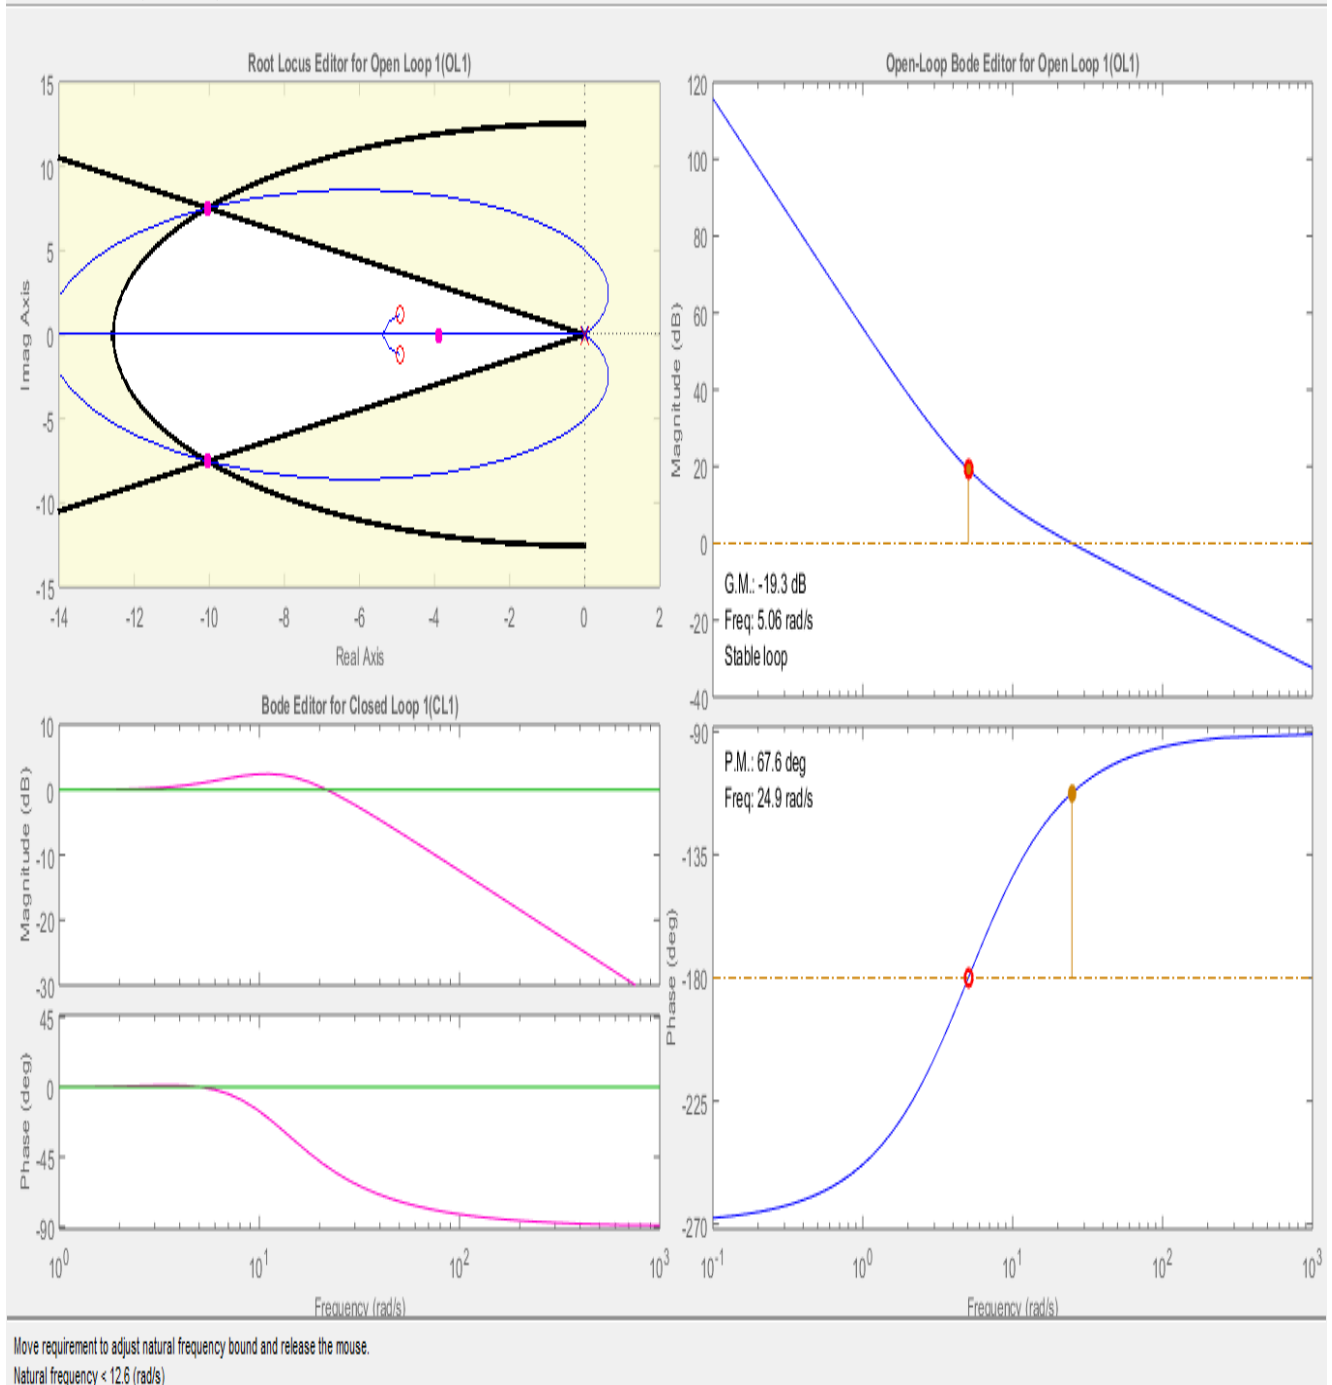 Root Locus Editor for Open Loop 1(OL1)
15
10
5
0
-5
-10
-15
Imag Axis
-14 -12 -10 -8 -6 -4 -2 0 2
Real Axis
Bode Editor for Closed Loop 1(CL1)
10
0
-10
-20
-30
Magnitude (dB)
45
0
-45
-90
Phase (deg)
10^0 10^1 10^2 10^3
Frequency (rad/s)
Open-Loop Bode Editor for Open Loop 1(OL1)
120
100
80
60
40
20
0
-20
-40
Magnitude (dB)
G.M.: -19.3 dB
Freq: 5.06 rad/s
Stable loop
-90
-135
-180
-225
-270
Phase (deg)
P.M.: 67.6 deg
Freq: 24.9 rad/s
10^-1 10^0 10^1 10^2 10^3
Frequency (rad/s)
Move requirement to adjust natural frequency bound and release the mouse.
Natural frequency < 12.6 (rad/s)